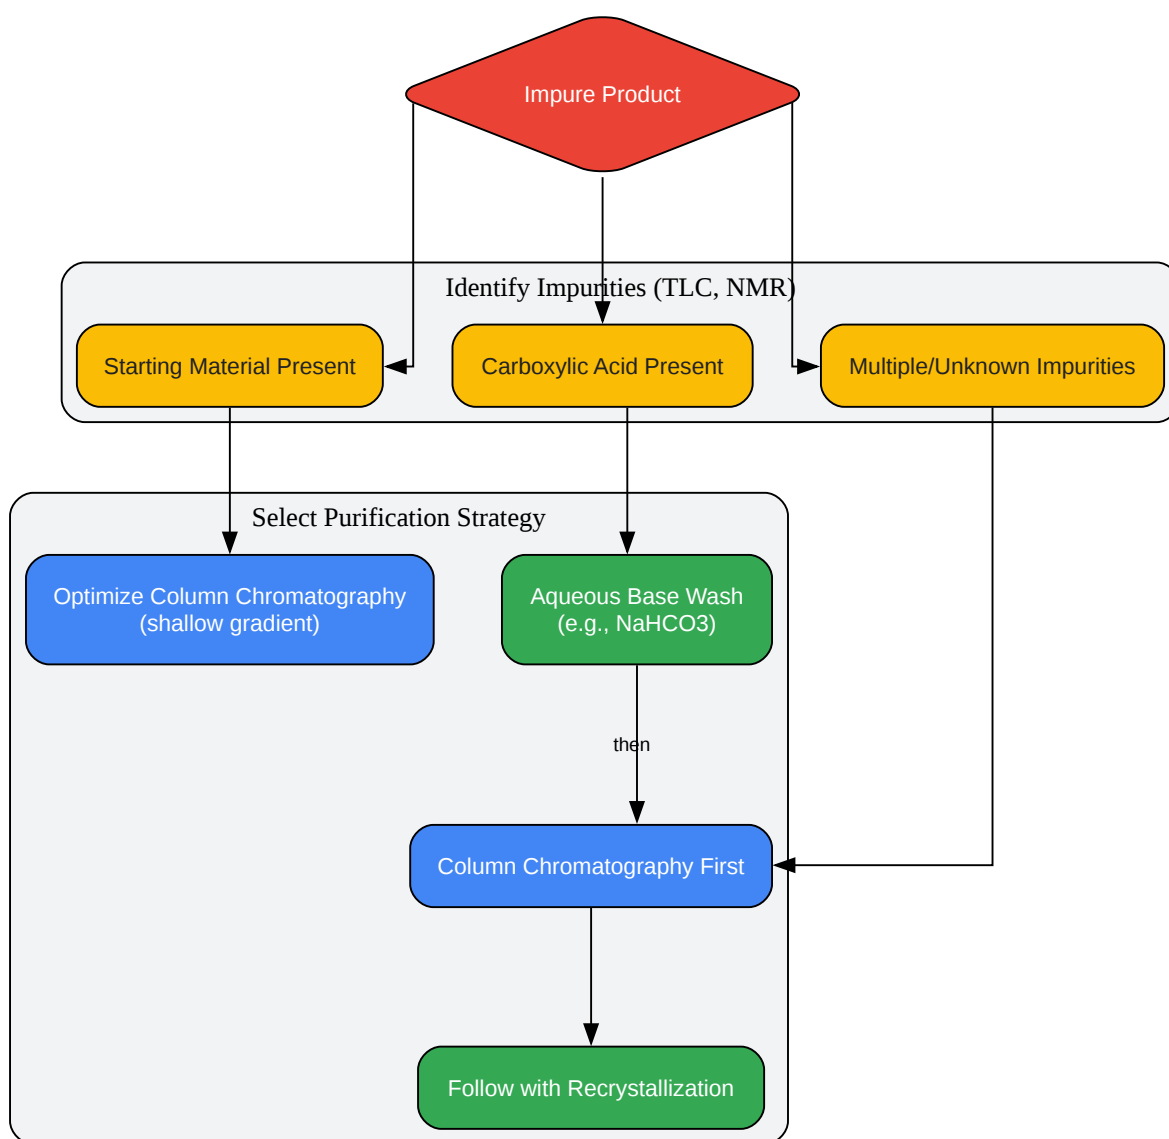 Impure Product
Identify Impurities (TLC, NMR)
Starting Material Present
Carboxylic Acid Present
Multiple/Unknown Impurities
Select Purification Strategy
Optimize Column Chromatography
(shallow gradient)
Aqueous Base Wash
(e.g., NaHCO3)
then
Column Chromatography First
Follow with Recrystallization